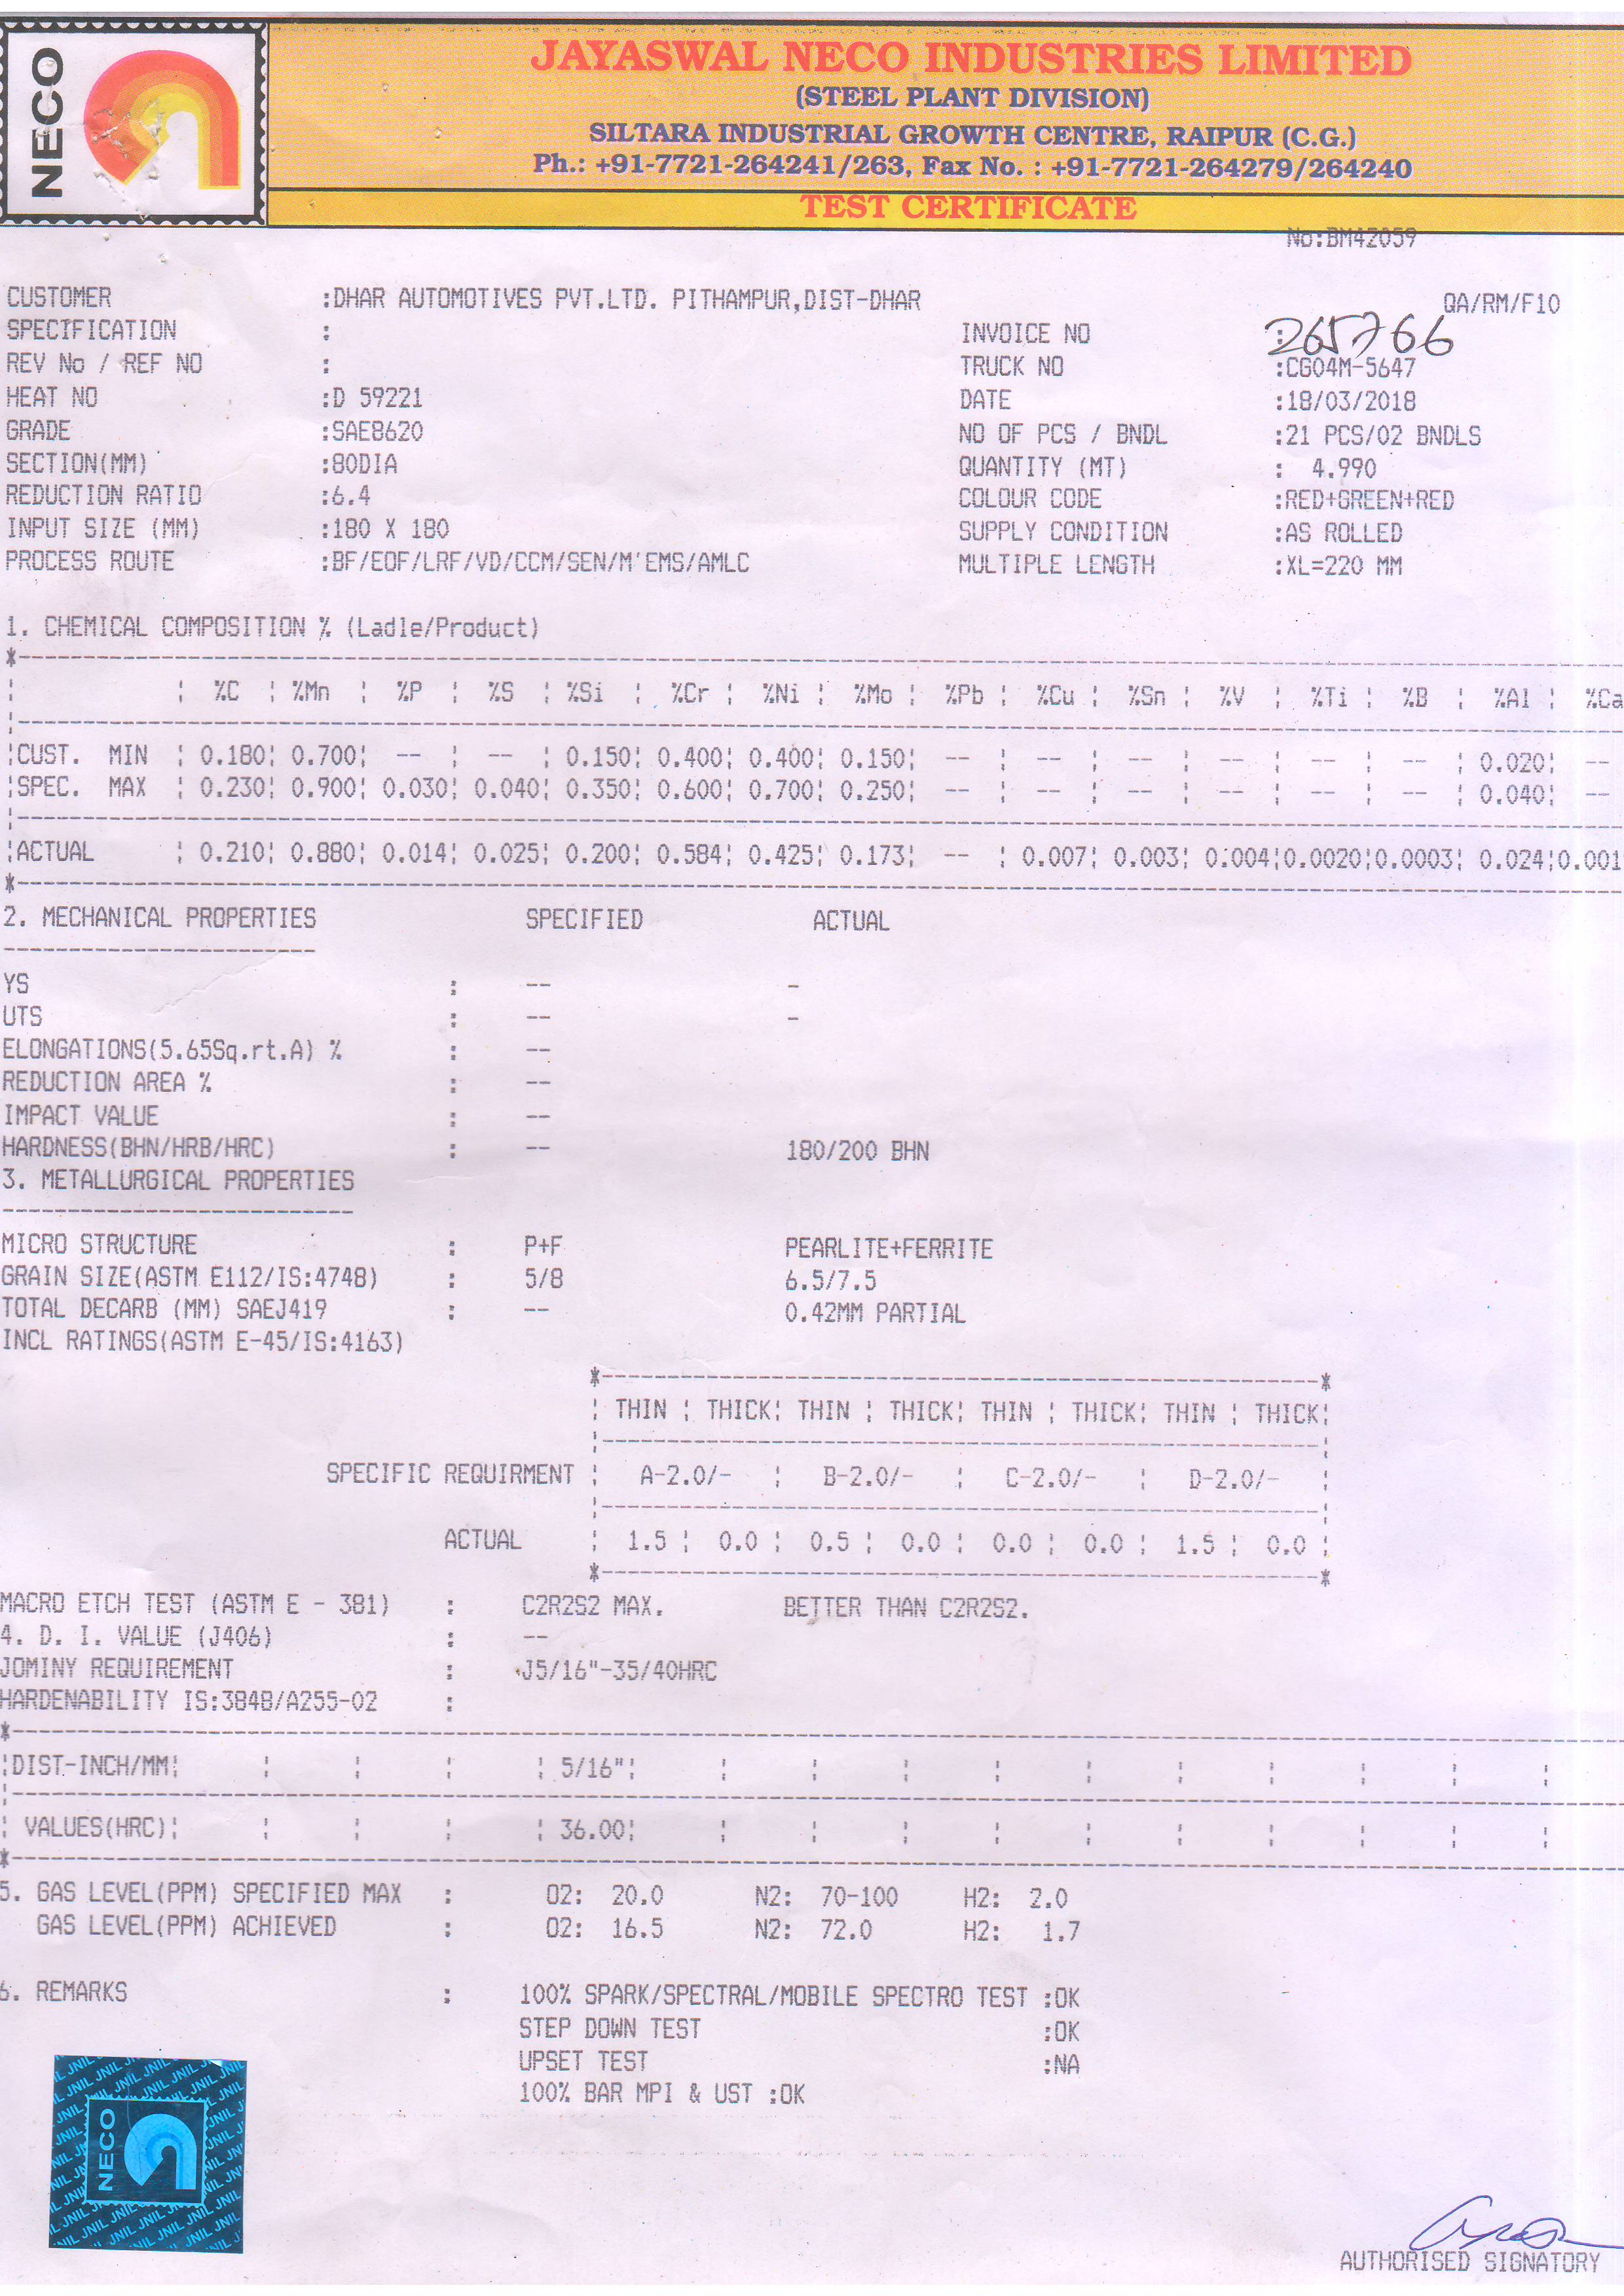 NECO
JAYASWAL NECO INDUSTRIES LIMITED
(STEEL PLANT DIVISION)
SILTARA INDUSTRIAL GROWTH CENTRE, RAIPUR (C.G.)
Ph.: +91-7721-264241/263, Fax No. : +91-7721-264279/264240
TEST CERTIFICATE
No:BM42059
QA/RM/F10
CUSTOMER :DHAR AUTOMOTIVES PVT.LTD. PITHAMPUR,DIST-DHAR
SPECIFICATION : INVOICE NO : 265766
REV No / REF NO : TRUCK NO :CG04M-5647
HEAT NO :D 59221 DATE :18/03/2018
GRADE :SAE8620 NO OF PCS / BNDL :21 PCS/02 BNDLS
SECTION(MM) :80DIA QUANTITY (MT) : 4.990
REDUCTION RATIO :6.4 COLOUR CODE :RED+GREEN+RED
INPUT SIZE (MM) :180 X 180 SUPPLY CONDITION :AS ROLLED
PROCESS ROUTE :BF/EOF/LRF/VD/CCM/SEN/M'EMS/AMLC MULTIPLE LENGTH :XL=220 MM
1. CHEMICAL COMPOSITION % (Ladle/Product)
%C %Mn %P %S %Si %Cr %Ni %Mo %Pb %Cu %Sn %V %Ti %B %Al %Ca
CUST. MIN 0.180 0.700 -- -- 0.150 0.400 0.400 0.150 -- -- -- -- -- -- 0.020 --
SPEC. MAX 0.230 0.900 0.030 0.040 0.350 0.600 0.700 0.250 -- -- -- -- -- -- 0.040 --
ACTUAL 0.210 0.880 0.014 0.025 0.200 0.584 0.425 0.173 -- 0.007 0.003 0.004 0.0020 0.0003 0.024 0.001
2. MECHANICAL PROPERTIES SPECIFIED ACTUAL
YS : -- -
UTS : -- -
ELONGATIONS(5.65Sq.rt.A) % : --
REDUCTION AREA % : --
IMPACT VALUE : --
HARDNESS(BHN/HRB/HRC) : -- 180/200 BHN
3. METALLURGICAL PROPERTIES
MICRO STRUCTURE : P+F PEARLITE+FERRITE
GRAIN SIZE(ASTM E112/IS:4748) : 5/8 6.5/7.5
TOTAL DECARB (MM) SAEJ419 : -- 0.42MM PARTIAL
INCL RATINGS(ASTM E-45/IS:4163)
THIN THICK THIN THICK THIN THICK THIN THICK
SPECIFIC REQUIRMENT A-2.0/- B-2.0/- C-2.0/- D-2.0/-
ACTUAL 1.5 0.0 0.5 0.0 0.0 0.0 1.5 0.0
MACRO ETCH TEST (ASTM E - 381) : C2R2S2 MAX. BETTER THAN C2R2S2.
4. D. I. VALUE (J406) : --
JOMINY REQUIREMENT : J5/16"-35/40HRC
HARDENABILITY IS:3848/A255-02 :
DIST-INCH/MM 5/16"
VALUES(HRC) 36.00
5. GAS LEVEL(PPM) SPECIFIED MAX : O2: 20.0 N2: 70-100 H2: 2.0
GAS LEVEL(PPM) ACHIEVED : O2: 16.5 N2: 72.0 H2: 1.7
6. REMARKS : 100% SPARK/SPECTRAL/MOBILE SPECTRO TEST :OK
STEP DOWN TEST :OK
UPSET TEST :NA
100% BAR MPI & UST :OK
NECO
JNIL JNIL JNIL JNIL
AUTHORISED SIGNATORY